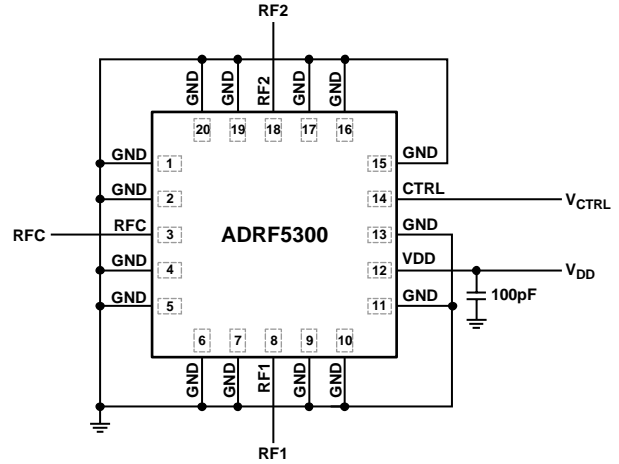 RF2
GND
GND
RF2
GND
GND
20
19
18
17
16
GND
1
15
GND
GND
2
14
CTRL
VCTRL
RFC
RFC
3
ADRF5300
13
GND
GND
4
12
VDD
VDD
GND
5
11
GND
100pF
6
7
8
9
10
GND
GND
RF1
GND
GND
RF1